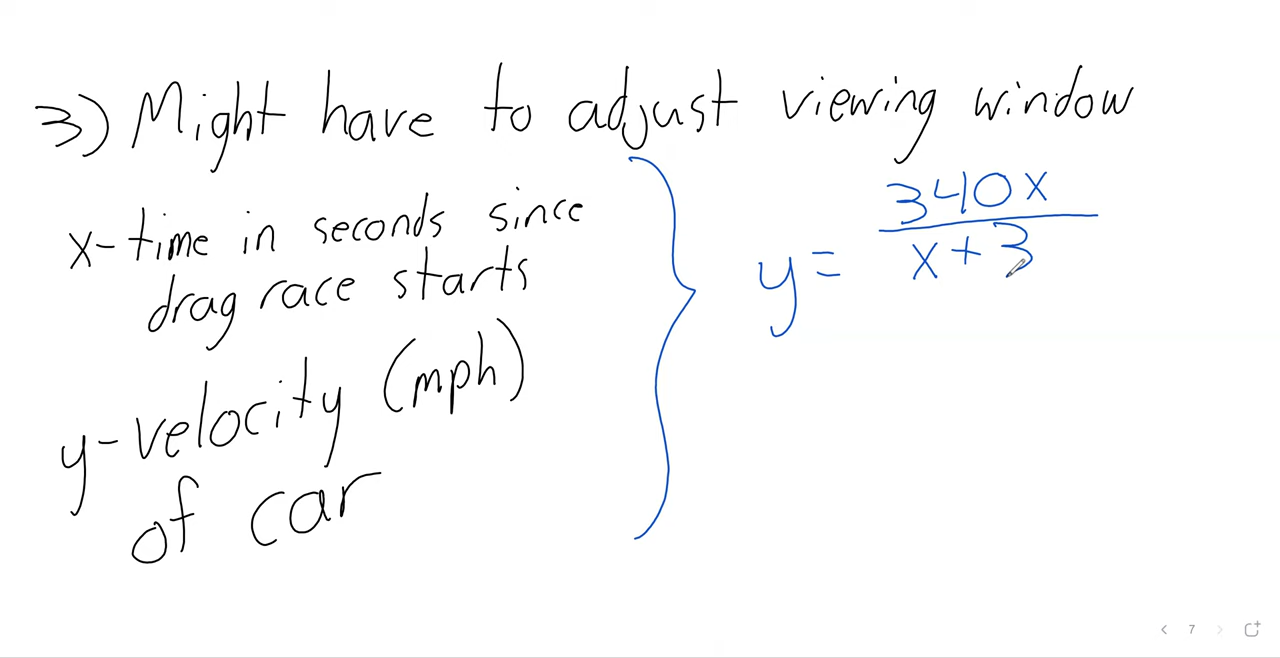 3) Might have to adjust viewing window
x-time in seconds since
drag race starts
y-velocity (mph)
of car
y = 340x / x + 3
7